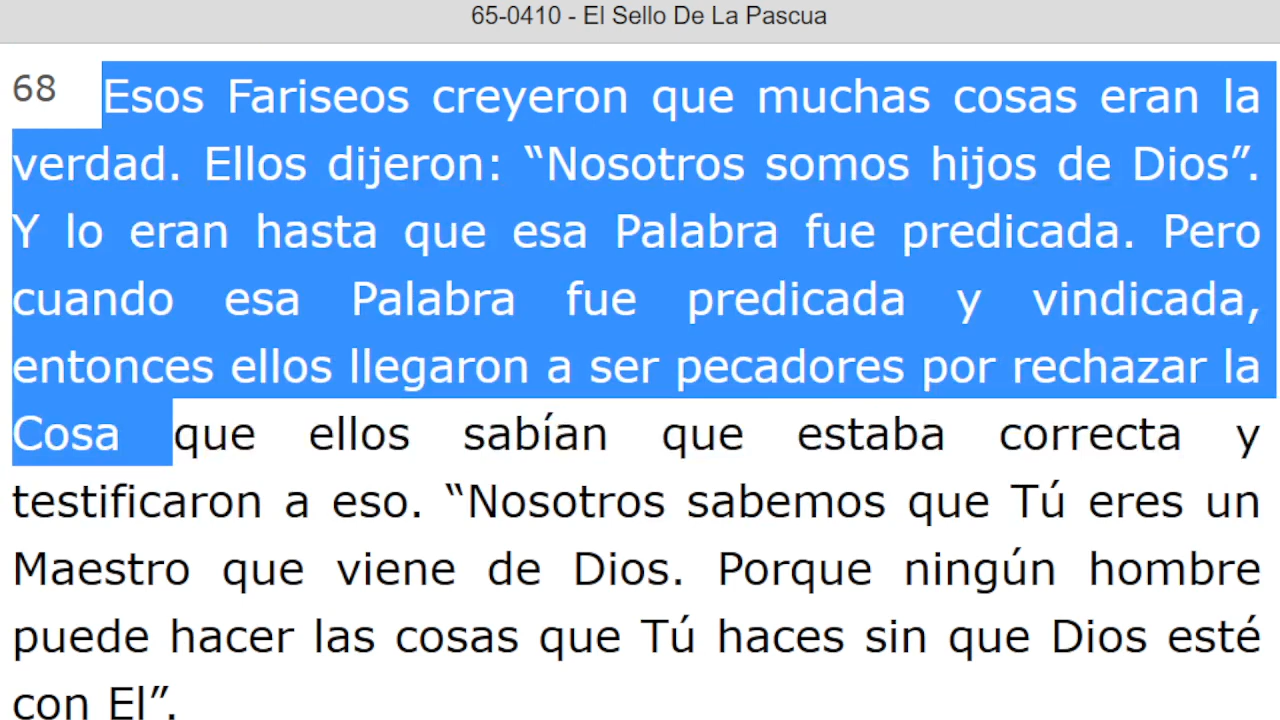 65-0410 - El Sello De La Pascua
68 Esos Fariseos creyeron que muchas cosas eran la
verdad. Ellos dijeron: “Nosotros somos hijos de Dios”.
Y lo eran hasta que esa Palabra fue predicada. Pero
cuando esa Palabra fue predicada y vindicada,
entonces ellos llegaron a ser pecadores por rechazar la
Cosa que ellos sabían que estaba correcta y
testificaron a eso. “Nosotros sabemos que Tú eres un
Maestro que viene de Dios. Porque ningún hombre
puede hacer las cosas que Tú haces sin que Dios esté
con El”.